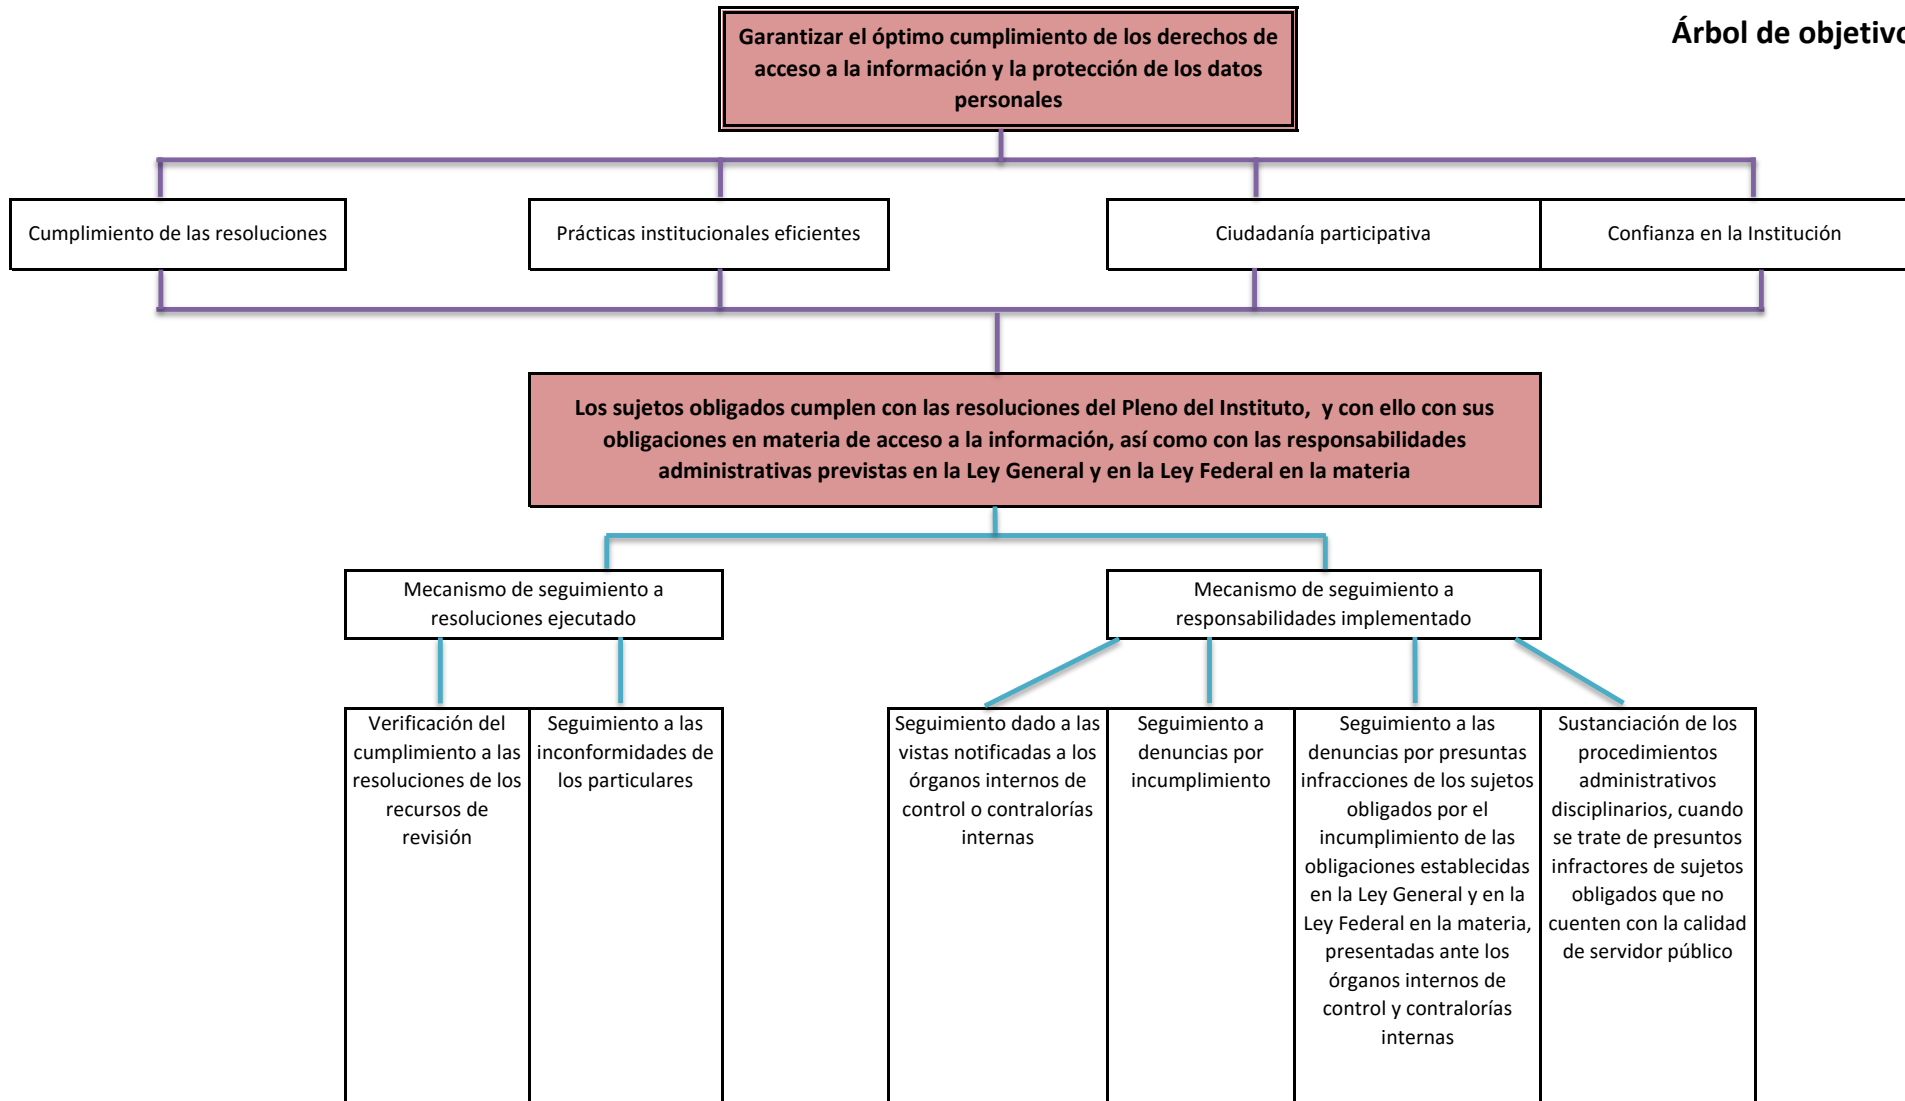 Árbol de objetivo
Garantizar el óptimo cumplimiento de los derechos de
acceso a la información y la protección de los datos
personales
Cumplimiento de las resoluciones
Prácticas institucionales eficientes
Ciudadanía participativa
Confianza en la Institución
Los sujetos obligados cumplen con las resoluciones del Pleno del Instituto, y con ello con sus
obligaciones en materia de acceso a la información, así como con las responsabilidades
administrativas previstas en la Ley General y en la Ley Federal en la materia
Mecanismo de seguimiento a
resoluciones ejecutado
Mecanismo de seguimiento a
responsabilidades implementado
Verificación del
cumplimiento a las
resoluciones de los
recursos de
revisión
Seguimiento a las
inconformidades de
los particulares
Seguimiento dado a las
vistas notificadas a los
órganos internos de
control o contralorías
internas
Seguimiento a
denuncias por
incumplimiento
Seguimiento a las
denuncias por presuntas
infracciones de los sujetos
obligados por el
incumplimiento de las
obligaciones establecidas
en la Ley General y en la
Ley Federal en la materia,
presentadas ante los
órganos internos de
control y contralorías
internas
Sustanciación de los
procedimientos
administrativos
disciplinarios, cuando
se trate de presuntos
infractores de sujetos
obligados que no
cuenten con la calidad
de servidor público